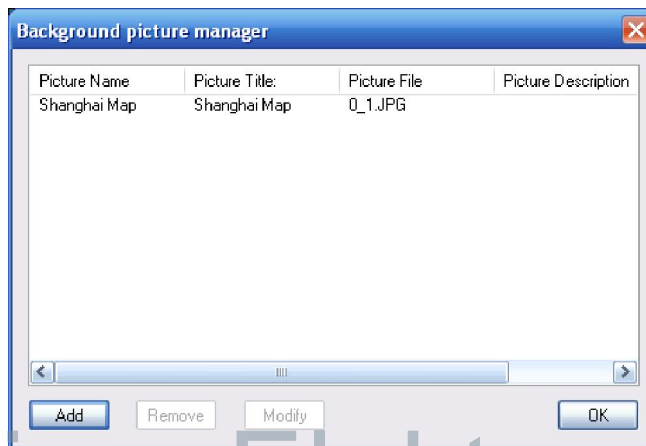 Background picture manager
Picture Name Picture Title: Picture File Picture Description
Shanghai Map Shanghai Map 0_1.JPG
Add Remove Modify OK